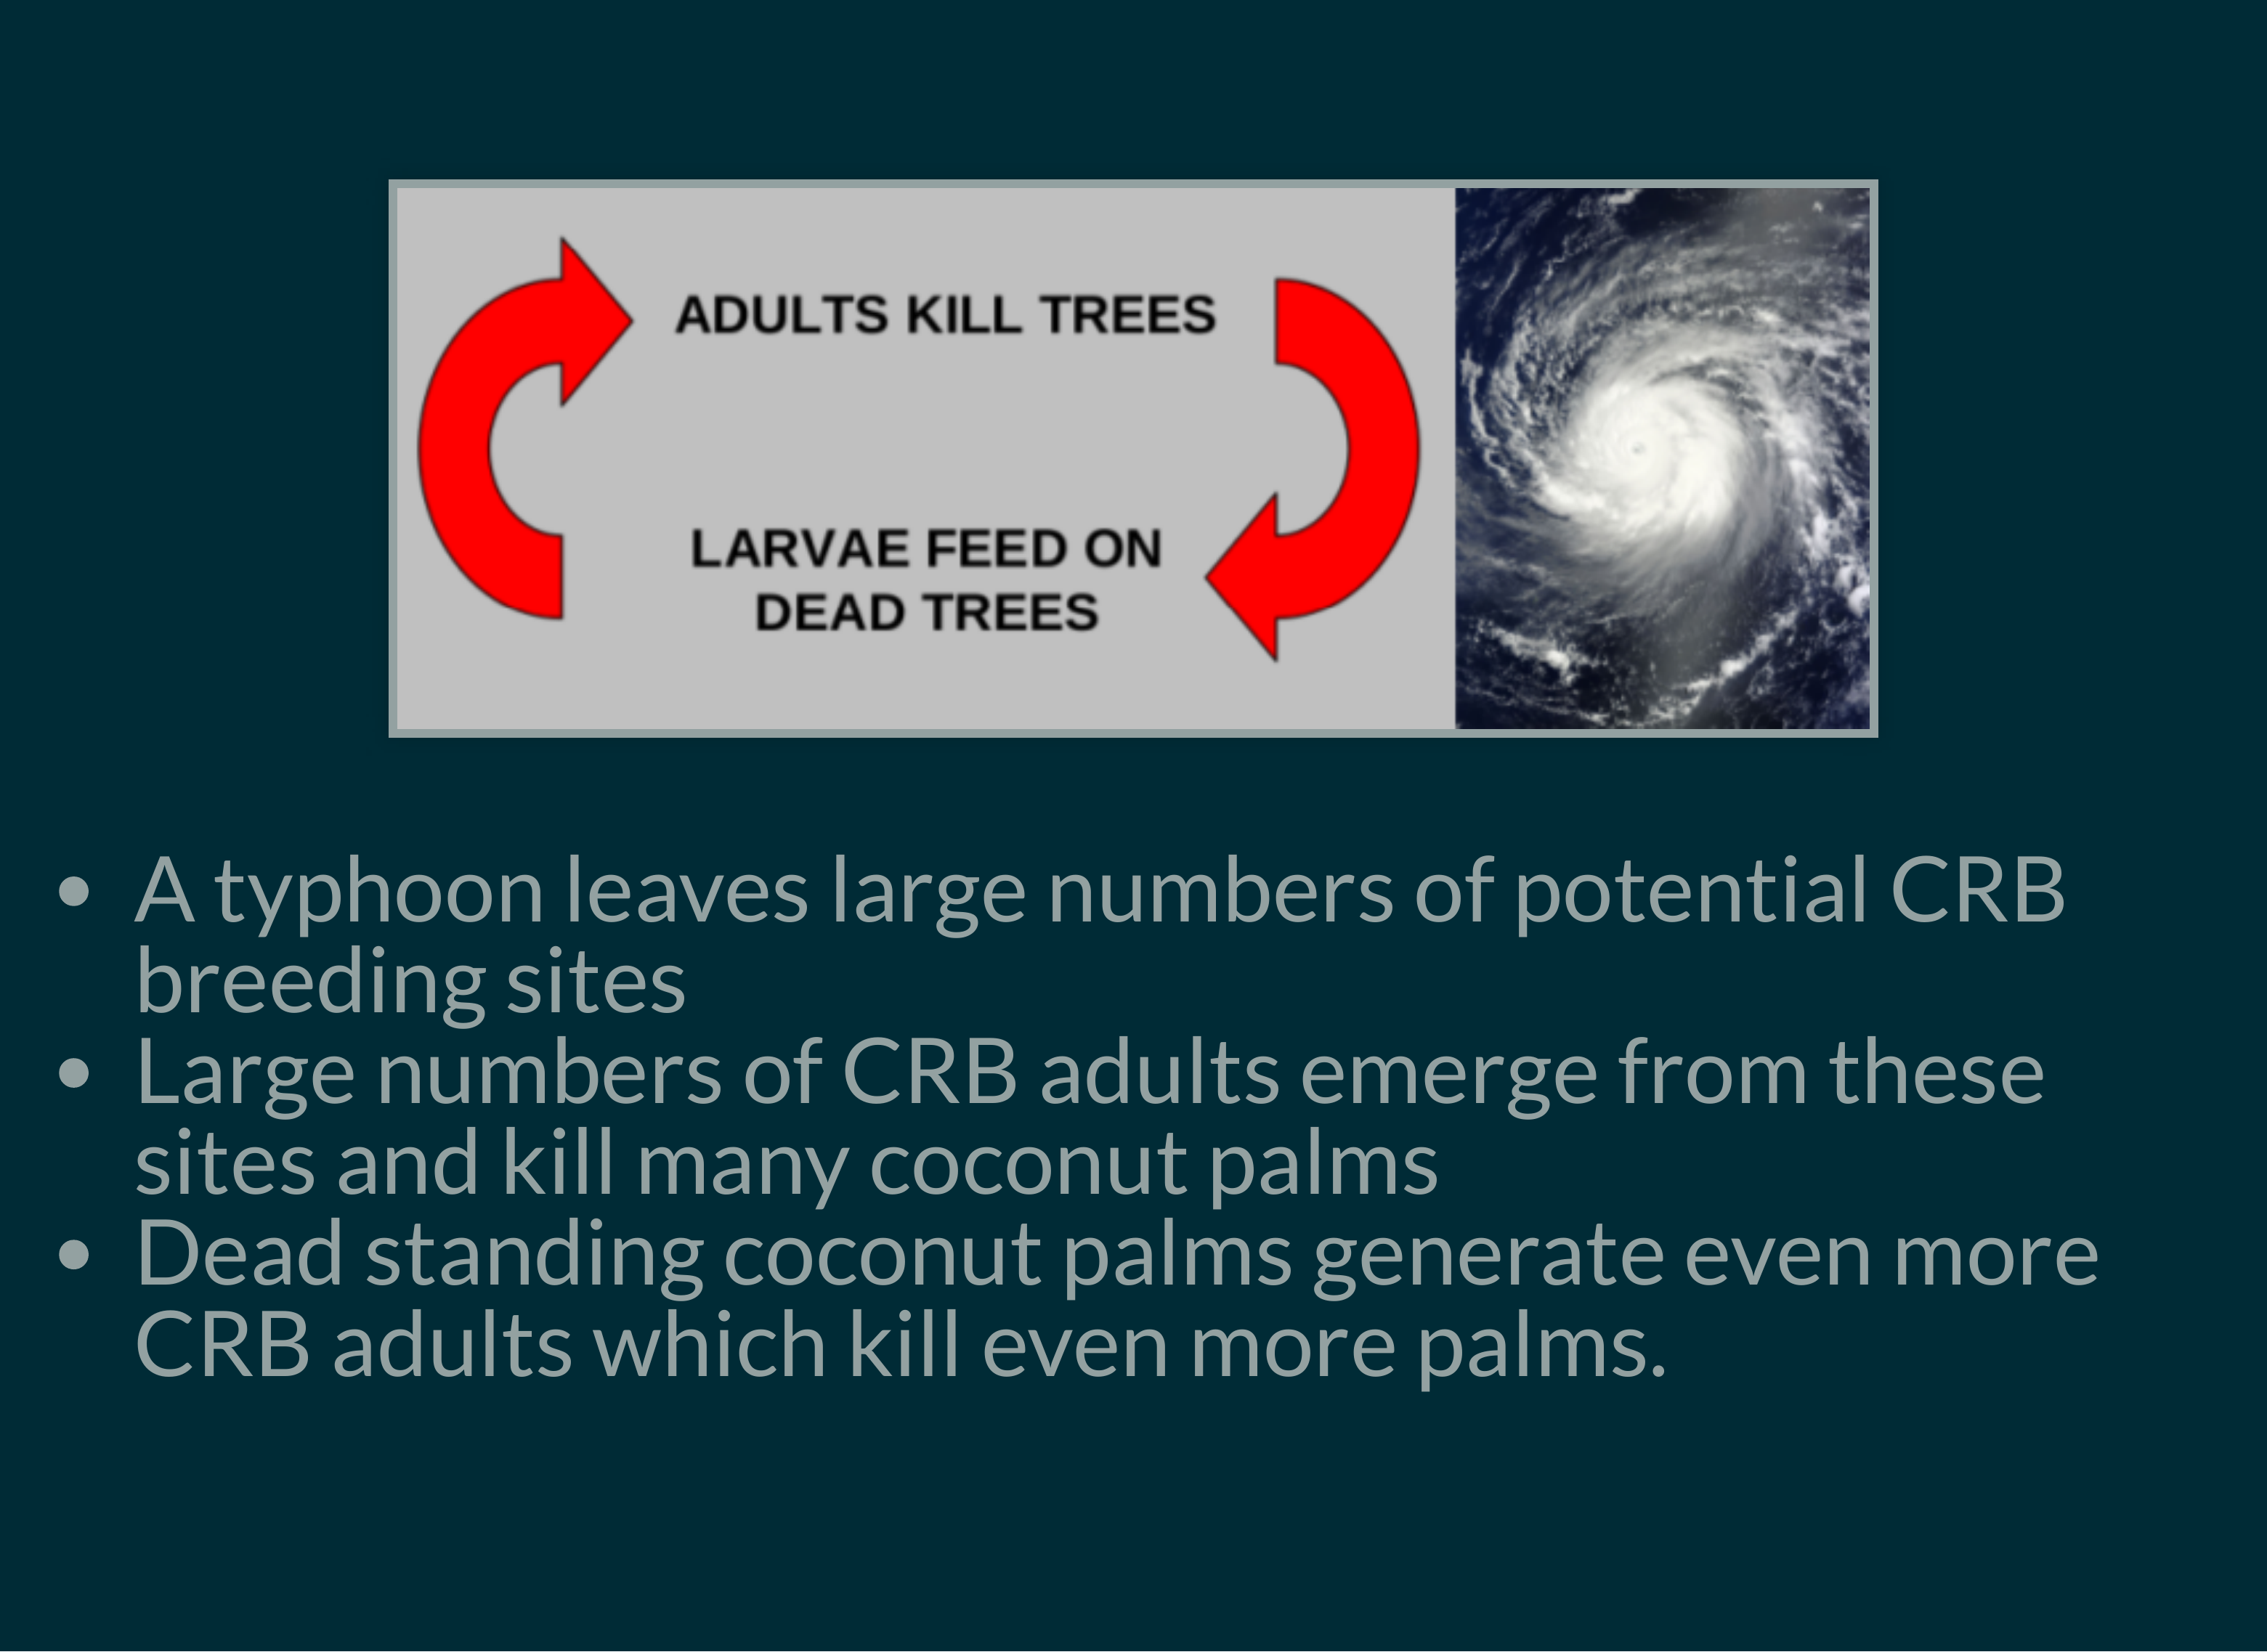 ADULTS KILL TREES
LARVAE FEED ON
DEAD TREES
• A typhoon leaves large numbers of potential CRB
breeding sites
• Large numbers of CRB adults emerge from these
sites and kill many coconut palms
• Dead standing coconut palms generate even more
CRB adults which kill even more palms.